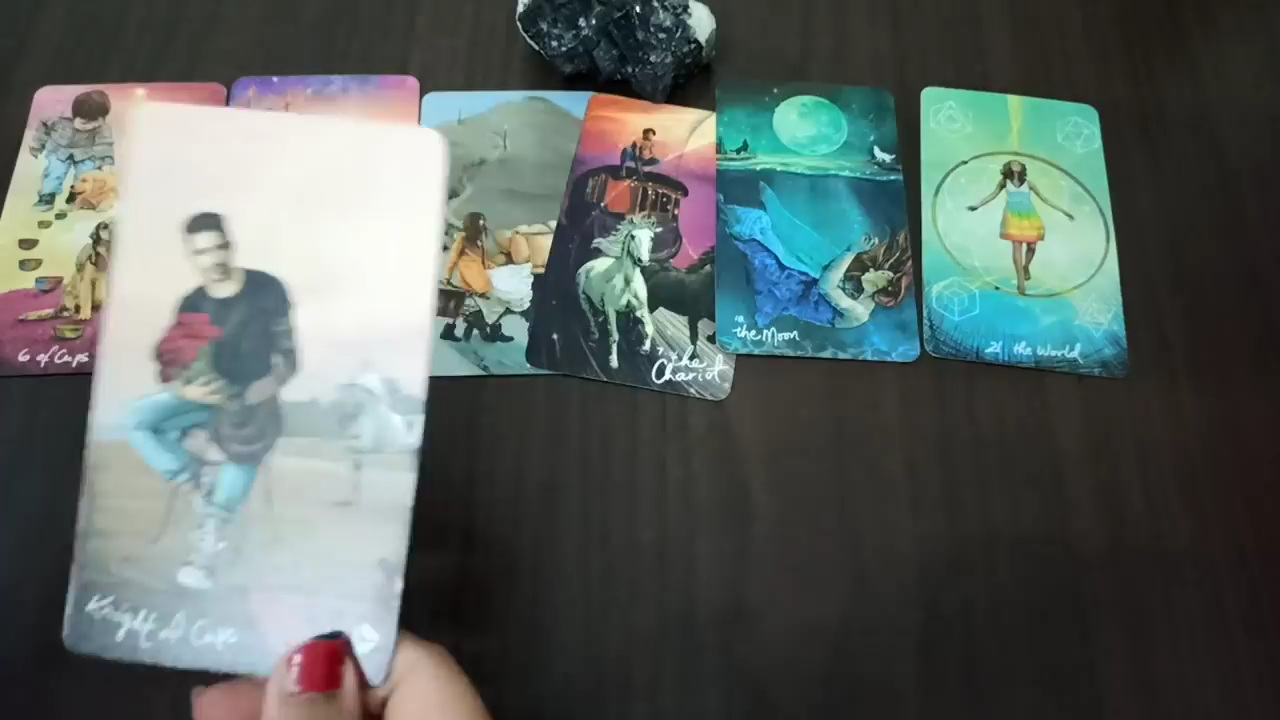 6 of Cups
Knight of Cups
7 the
Chariot
18
the Moon
21 the World